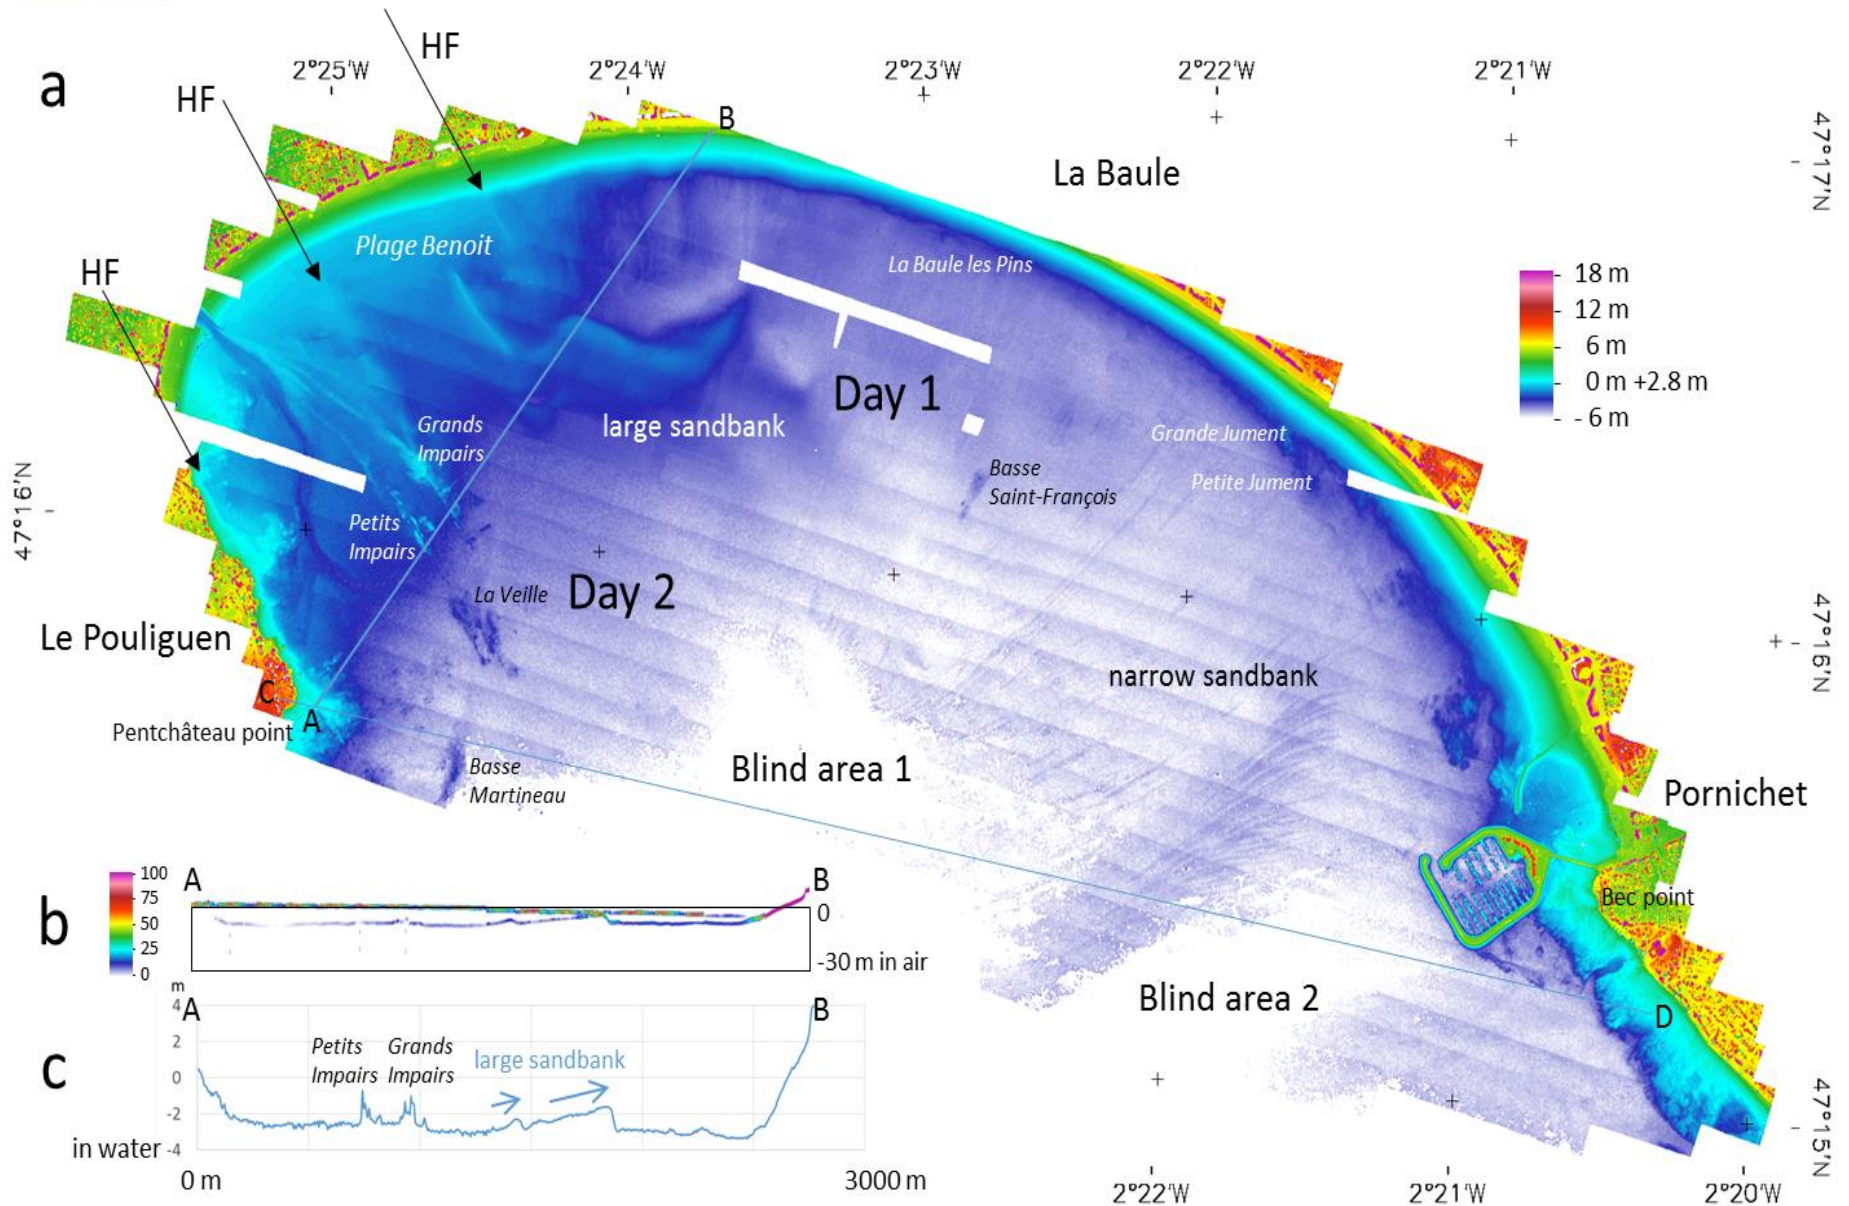 a
HF
HF
HF
2°25'W
2°24'W
2°23'W
2°22'W
2°21'W
47°17'N
B
La Baule
Plage Benoit
La Baule les Pins
18 m
12 m
6 m
0 m +2.8 m
- 6 m
Day 1
Grands
Impairs
large sandbank
Grande Jument
Petite Jument
Basse
Saint-François
47°16'N
Petits
Impairs
La Veille
Day 2
47°16'N
Le Pouliguen
narrow sandbank
C
A
Pentchâteau point
Basse
Martineau
Blind area 1
Pornichet
Bec point
Blind area 2
D
47°15'N
2°22'W
2°21'W
2°20'W
b
100
75
50
25
0
A
B
0
-30 m in air
c
m
4
2
0
-2
-4
A
B
Petits
Impairs
Grands
Impairs
large sandbank
in water
0 m
3000 m